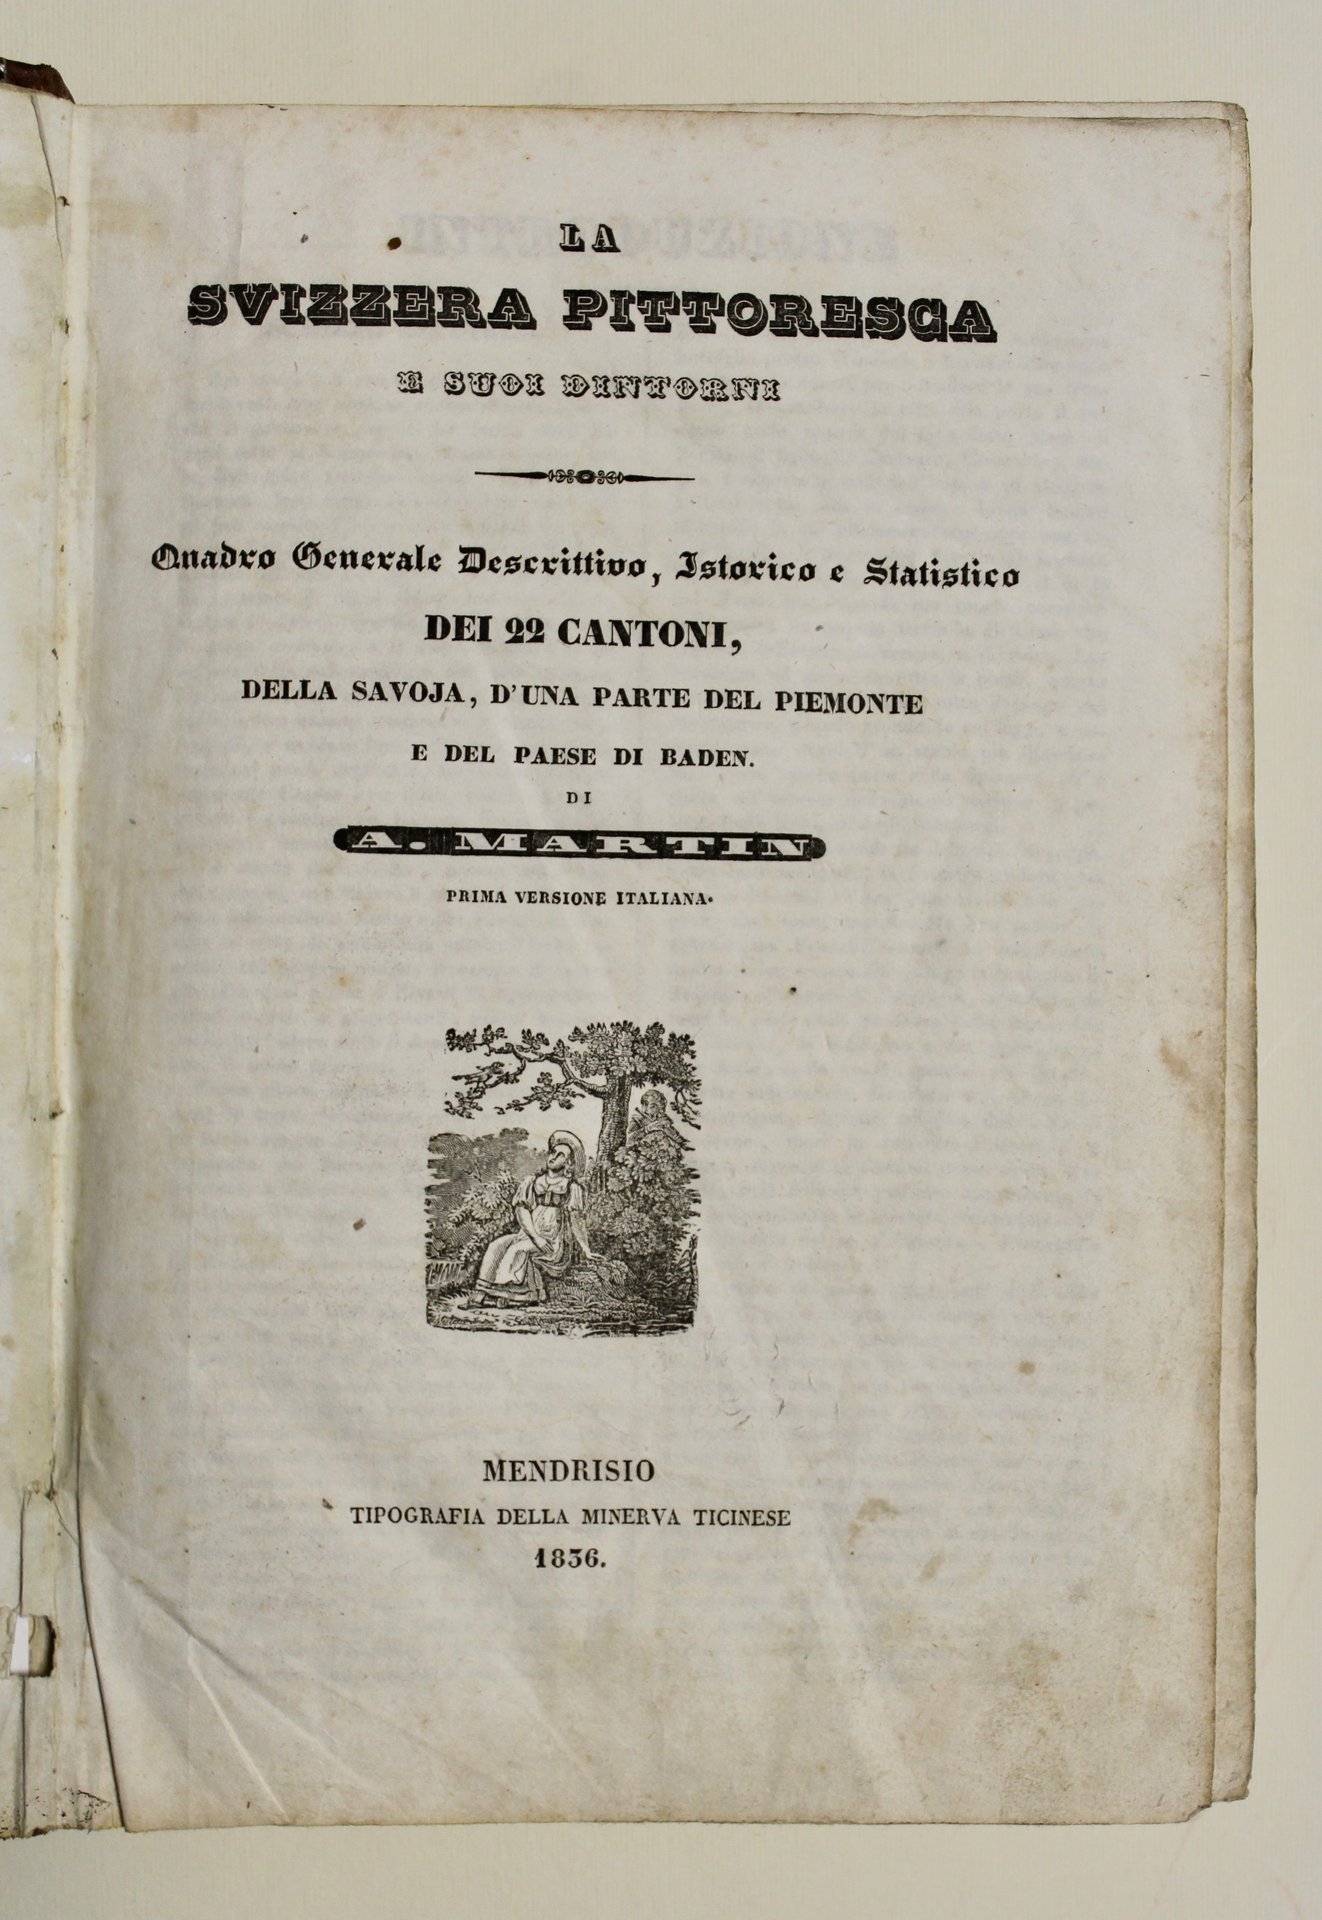 LA
SVIZZERA PITTORESCA
E SUOI DINTORNI
Quadro Generale Descrittivo, Istorico e Statistico
DEI 22 CANTONI,
DELLA SAVOJA, D'UNA PARTE DEL PIEMONTE
E DEL PAESE DI BADEN.
DI
A. MARTIN
PRIMA VERSIONE ITALIANA.
MENDRISIO
TIPOGRAFIA DELLA MINERVA TICINESE
1836.